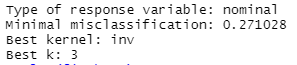 Type of response variable: nominal
Minimal misclassification: 0.271028
Best kernel: inv
Best k: 3